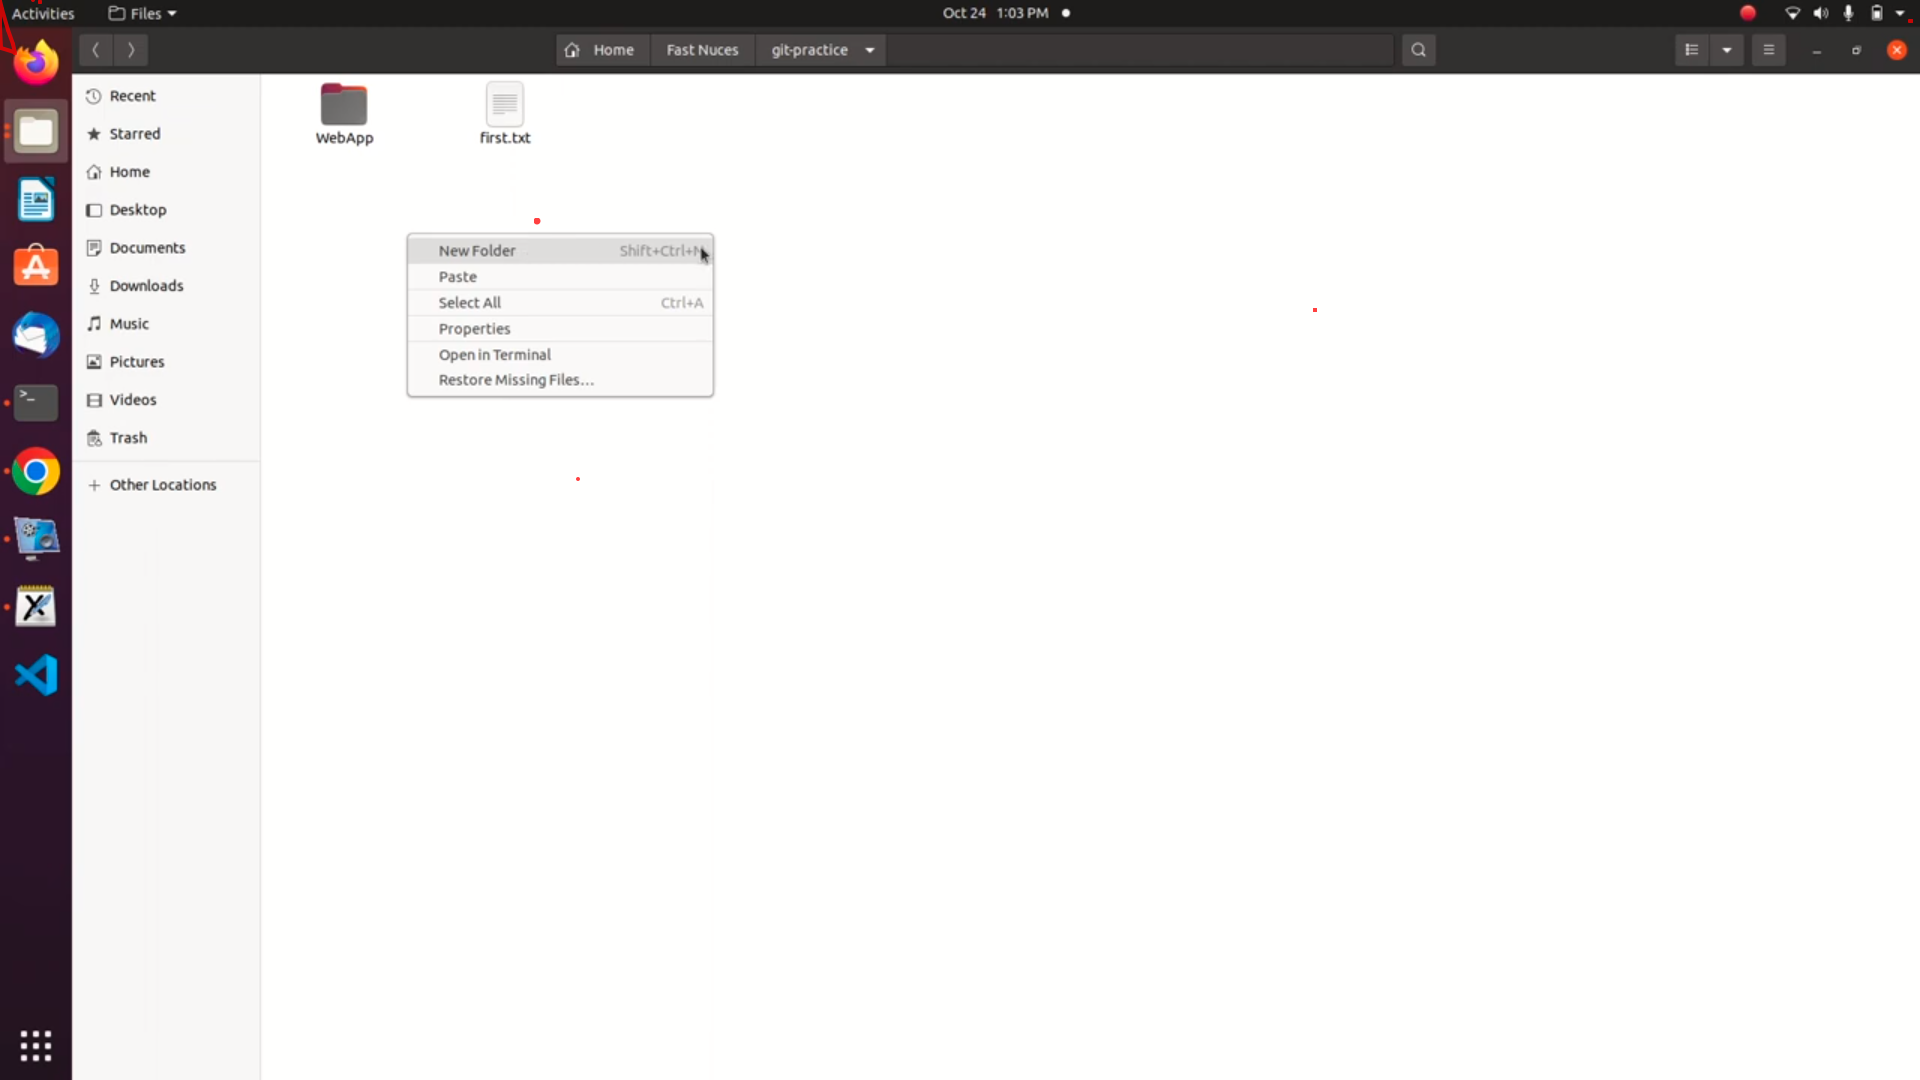 Activities
Files
Oct 24 1:03 PM
Home
Fast Nuces
git-practice
Recent
Starred
Home
Desktop
Documents
Downloads
Music
Pictures
Videos
Trash
Other Locations
WebApp
first.txt
New Folder Shift+Ctrl+N
Paste
Select All Ctrl+A
Properties
Open in Terminal
Restore Missing Files...